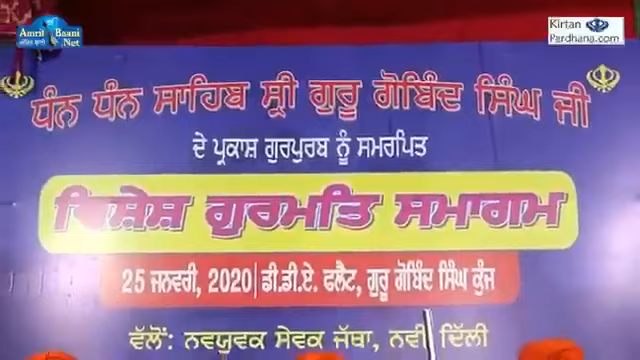 Amrit Baani
.Net
Kirtan
Pardhana.com
ਧੰਨ ਧੰਨ ਸਾਹਿਬ ਸ਼੍ਰੀ ਗੁਰੂ ਗੋਬਿੰਦ ਸਿੰਘ ਜੀ
ਦੇ ਪ੍ਰਕਾਸ਼ ਗੁਰਪੁਰਬ ਨੂੰ ਸਮਰਪਿਤ
ਵਿਸ਼ੇਸ਼ ਗੁਰਮਤਿ ਸਮਾਗਮ
25 ਜਨਵਰੀ, 2020| ਡੀ.ਡੀ.ਏ. ਫਲੈਟ, ਗੁਰੂ ਗੋਬਿੰਦ ਸਿੰਘ ਕੁੰਜ
ਵੱਲੋਂ: ਨਵਯੁਵਕ ਸੇਵਕ ਜੱਥਾ, ਨਵੀਂ ਦਿੱਲੀ